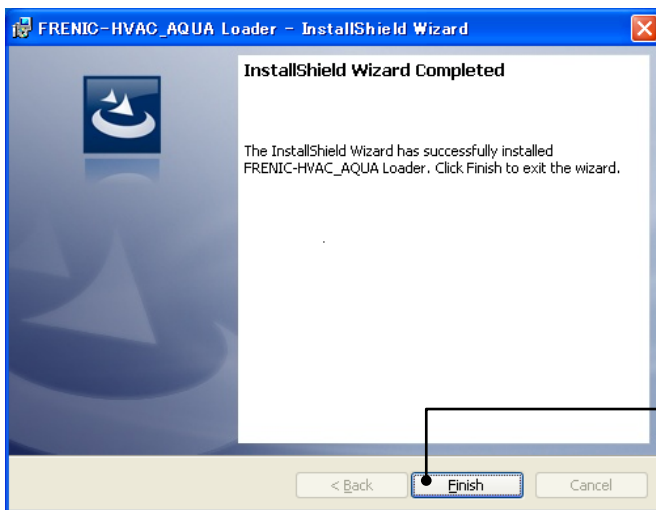 FRENIC-HVAC_AQUA Loader - InstallShield Wizard
InstallShield Wizard Completed
The InstallShield Wizard has successfully installed
FRENIC-HVAC_AQUA Loader. Click Finish to exit the wizard.
< Back
Finish
Cancel